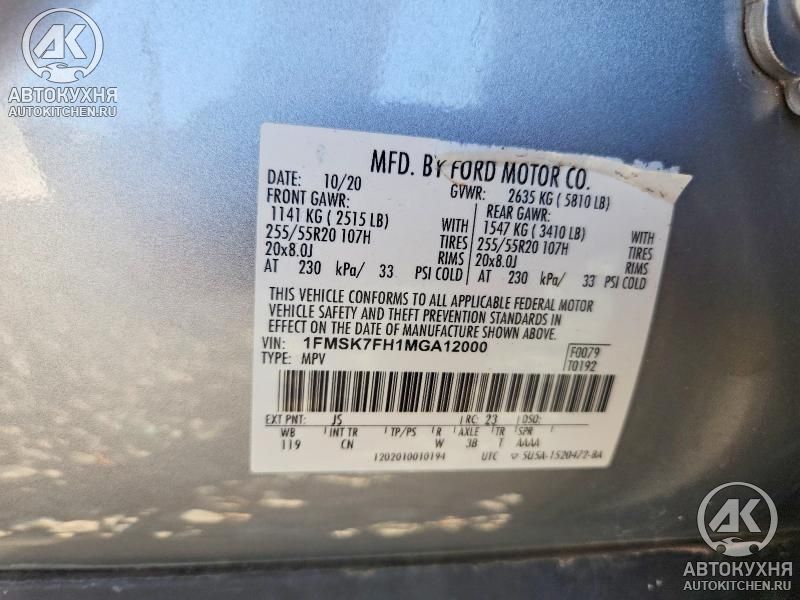 АК
АВТОКУХНЯ
AUTOKITCHEN.RU
MFD. BY FORD MOTOR CO.
DATE: 10/20 GVWR: 2635 KG ( 5810 LB)
FRONT GAWR: REAR GAWR:
1141 KG ( 2515 LB) WITH 1547 KG ( 3410 LB) WITH
255/55R20 107H TIRES 255/55R20 107H TIRES
20x8.0J RIMS 20x8.0J RIMS
AT 230 kPa/ 33 PSI COLD AT 230 kPa/ 33 PSI COLD
THIS VEHICLE CONFORMS TO ALL APPLICABLE FEDERAL MOTOR
VEHICLE SAFETY AND THEFT PREVENTION STANDARDS IN
EFFECT ON THE DATE OF MANUFACTURE SHOWN ABOVE.
VIN: 1FMSK7FH1MGA12000 F0079
TYPE: MPV T0192
EXT PNT: JS RC: 23 DSO:
WB INT TR TP/PS R AXLE TR SPR
119 CN W 3B T AAAA
1202010010194 UTC ▽ 5U5A-1520472-BA
АК
АВТОКУХНЯ
AUTOKITCHEN.RU